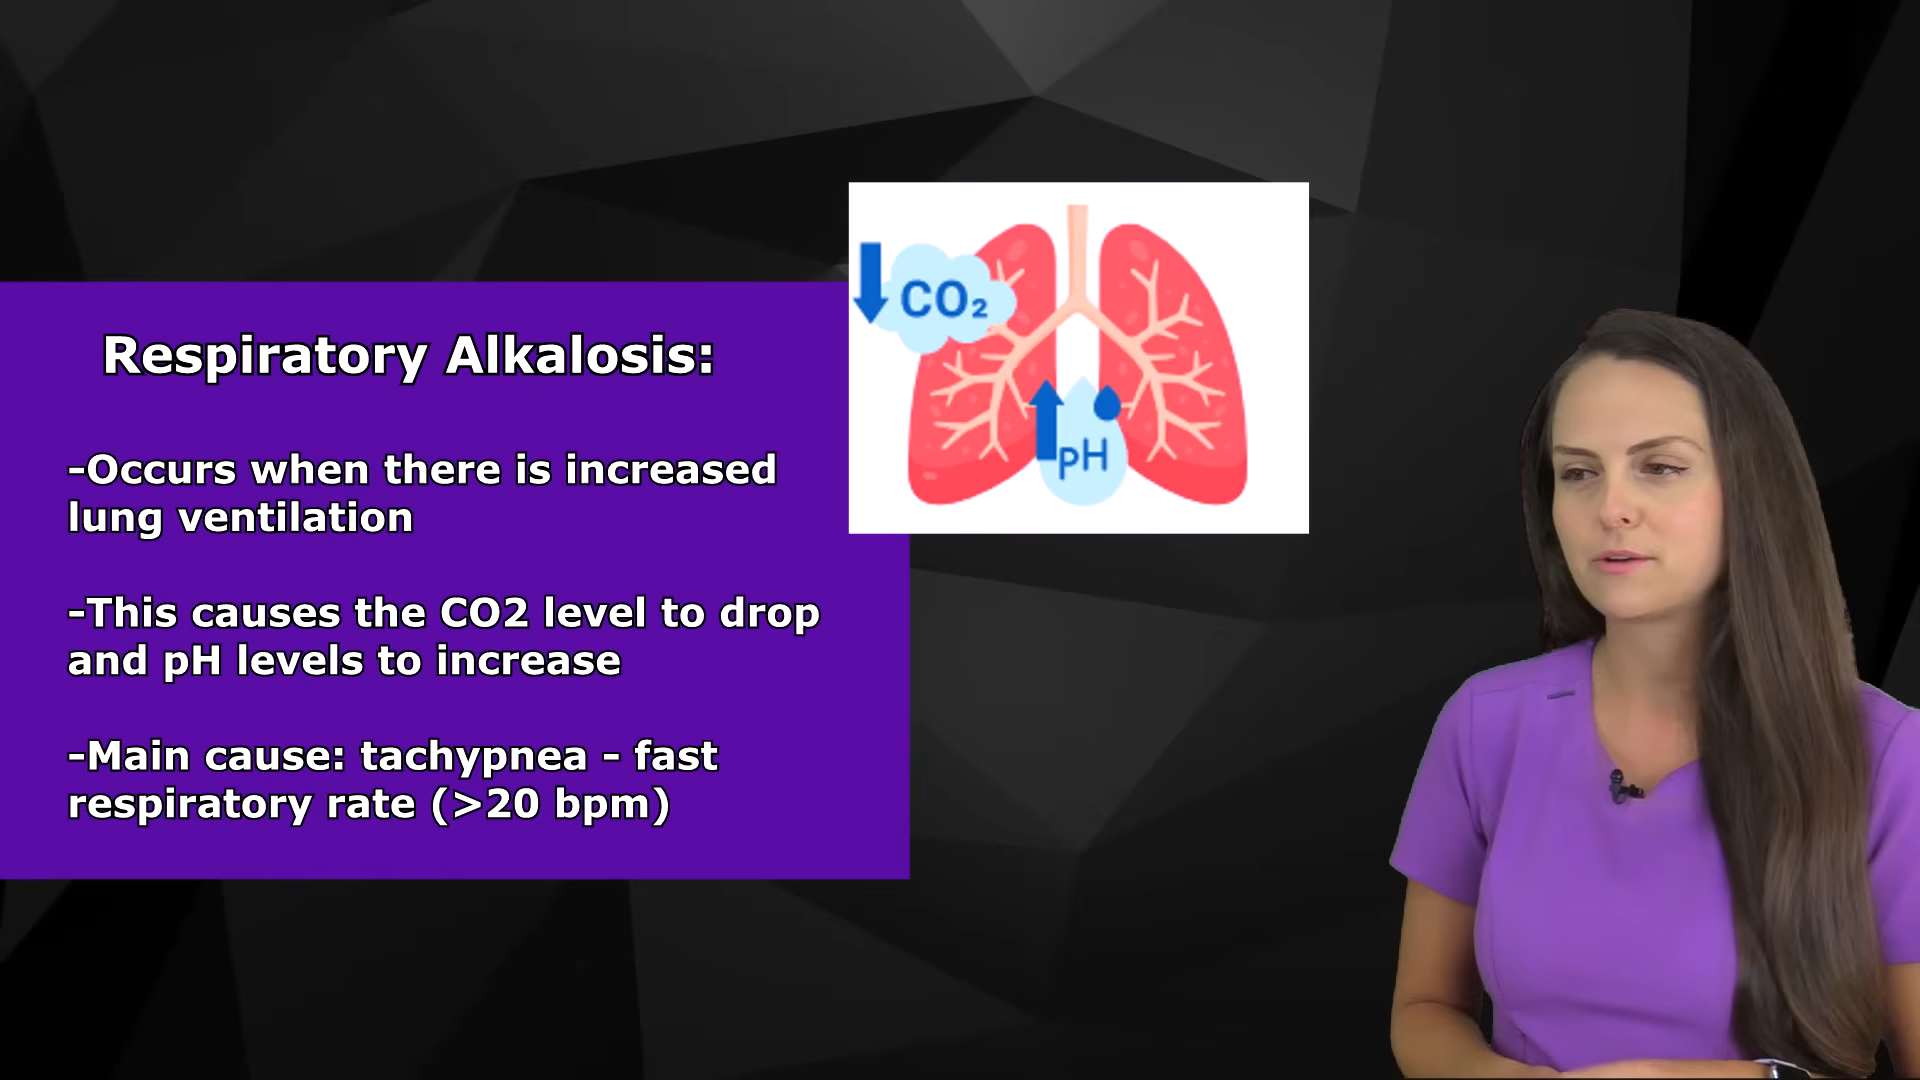 Respiratory Alkalosis:
-Occurs when there is increased
lung ventilation
-This causes the CO2 level to drop
and pH levels to increase
-Main cause: tachypnea - fast
respiratory rate (>20 bpm)
CO₂
pH